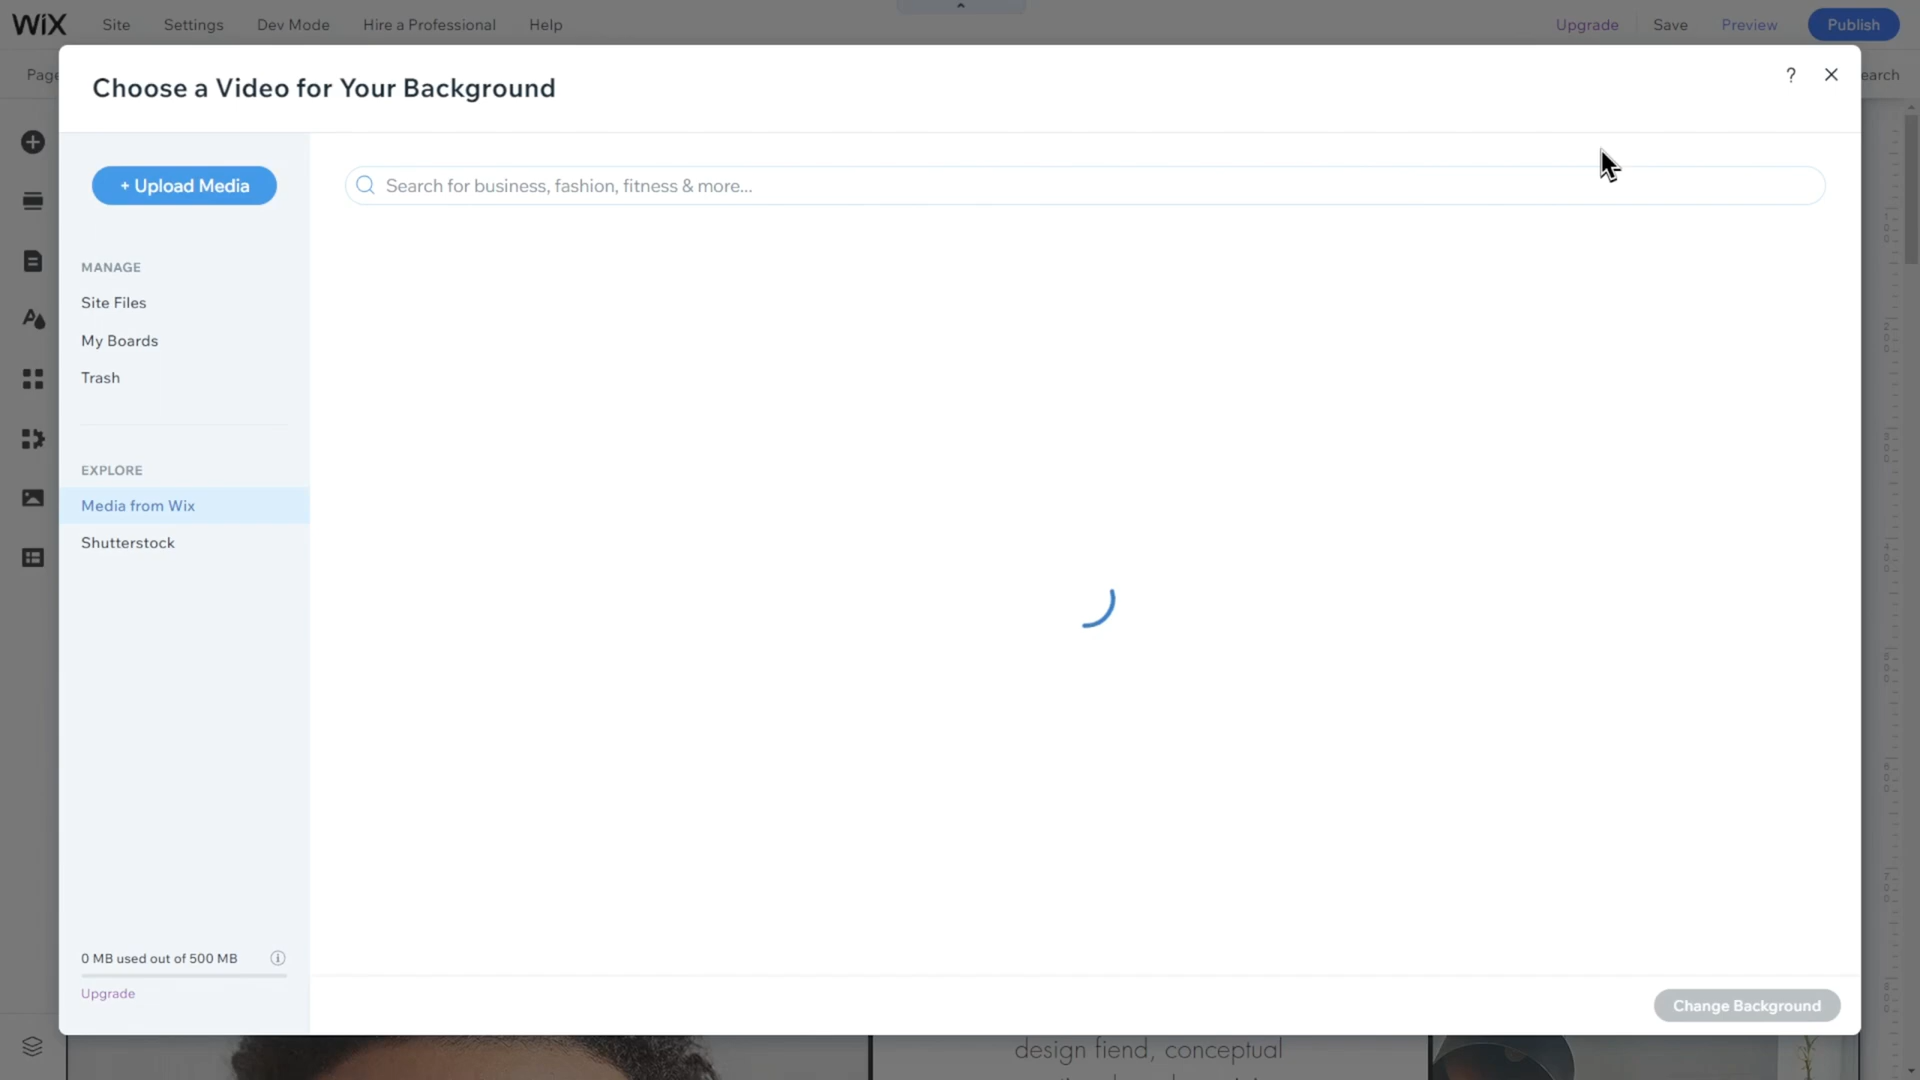 WiX
Site
Settings
Dev Mode
Hire a Professional
Help
Upgrade
Save
Preview
Publish
Page
earch
Choose a Video for Your Background
?
+ Upload Media
Search for business, fashion, fitness & more...
MANAGE
Site Files
My Boards
Trash
EXPLORE
Media from Wix
Shutterstock
0 MB used out of 500 MB
Upgrade
Change Background
design fiend, conceptual